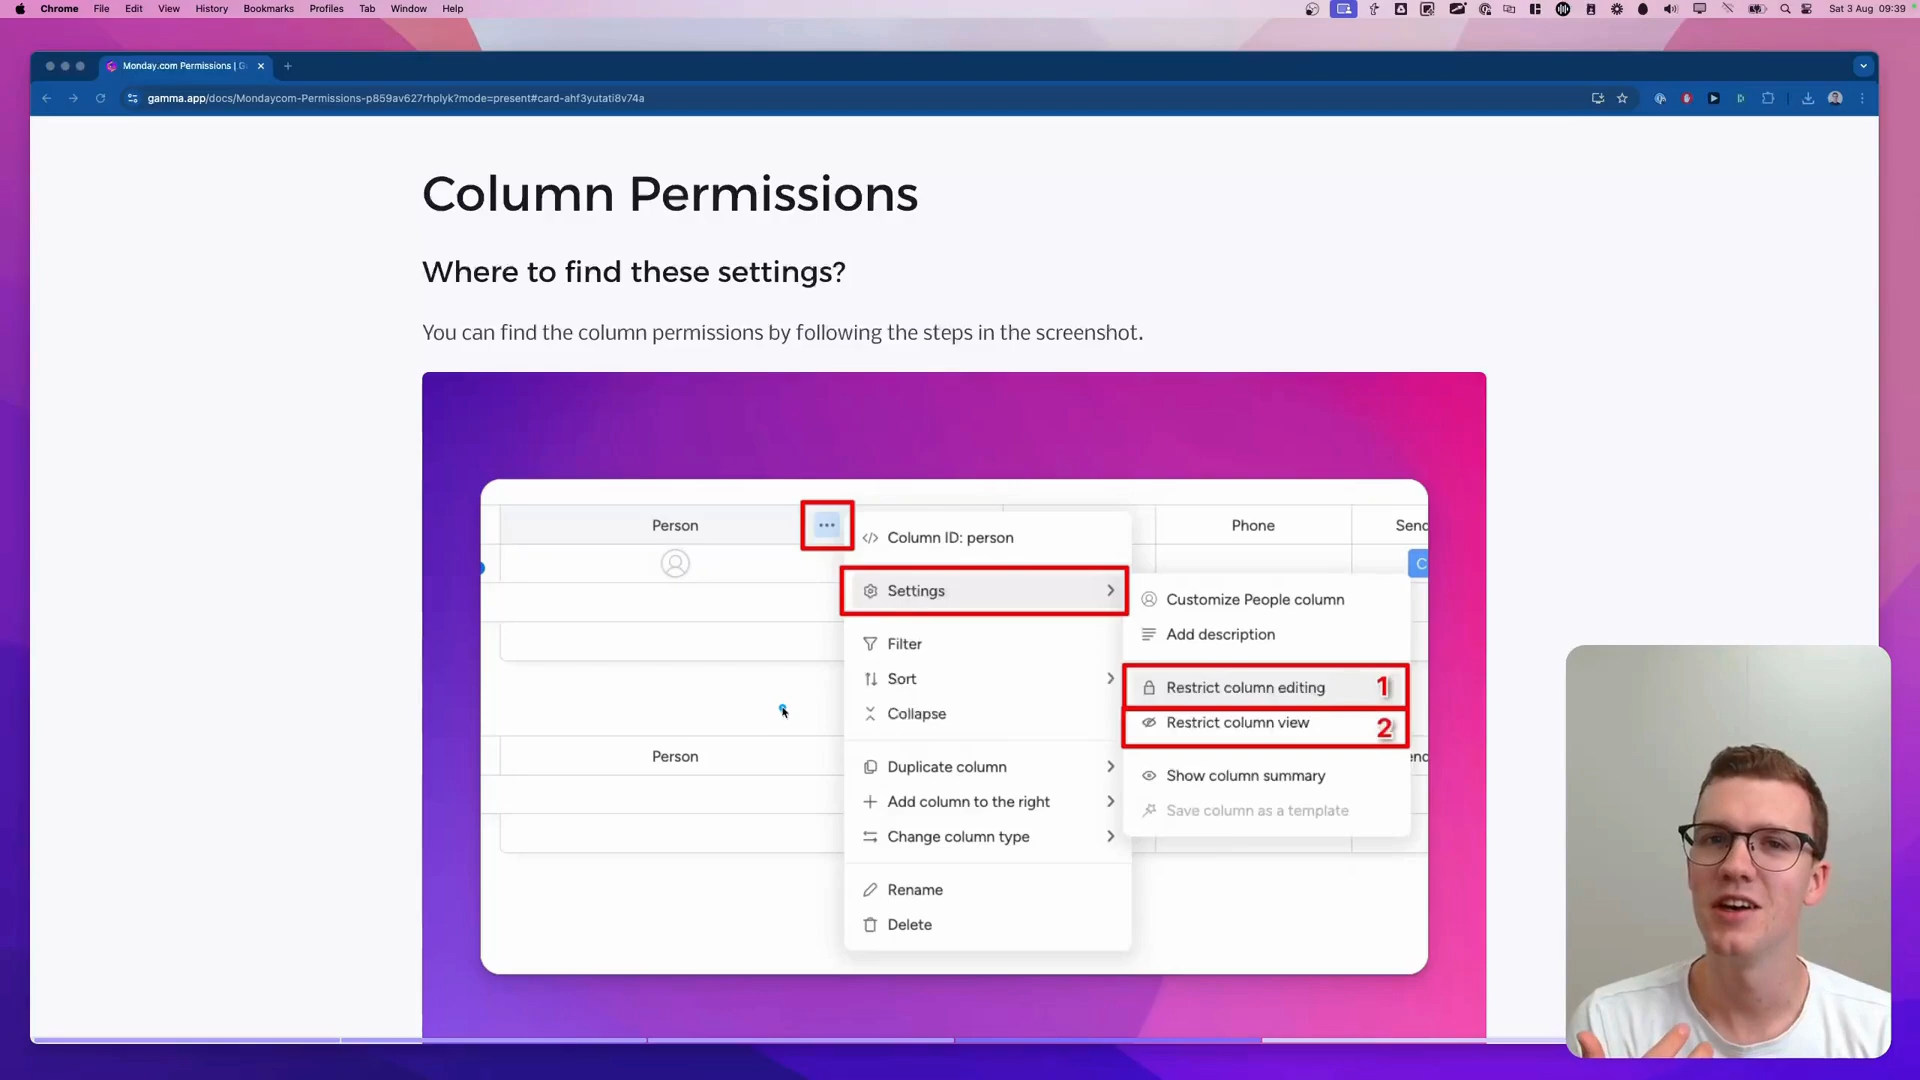 Chrome File Edit View History Bookmarks Profiles Tab Window Help
Sat 3 Aug 09:39
Monday.com Permissions | G
gamma.app/docs/Mondaycom-Permissions-p859av627rhplyk?mode=present#card-ahf3yutati8v74a
Column Permissions
Where to find these settings?
You can find the column permissions by following the steps in the screenshot.
Person
Phone
Send
Column ID: person
C
Settings
Customize People column
Add description
Filter
Sort
Collapse
Restrict column editing 1
Restrict column view 2
Person
Show column summary
Save column as a template
Duplicate column
Add column to the right
Change column type
Rename
Delete